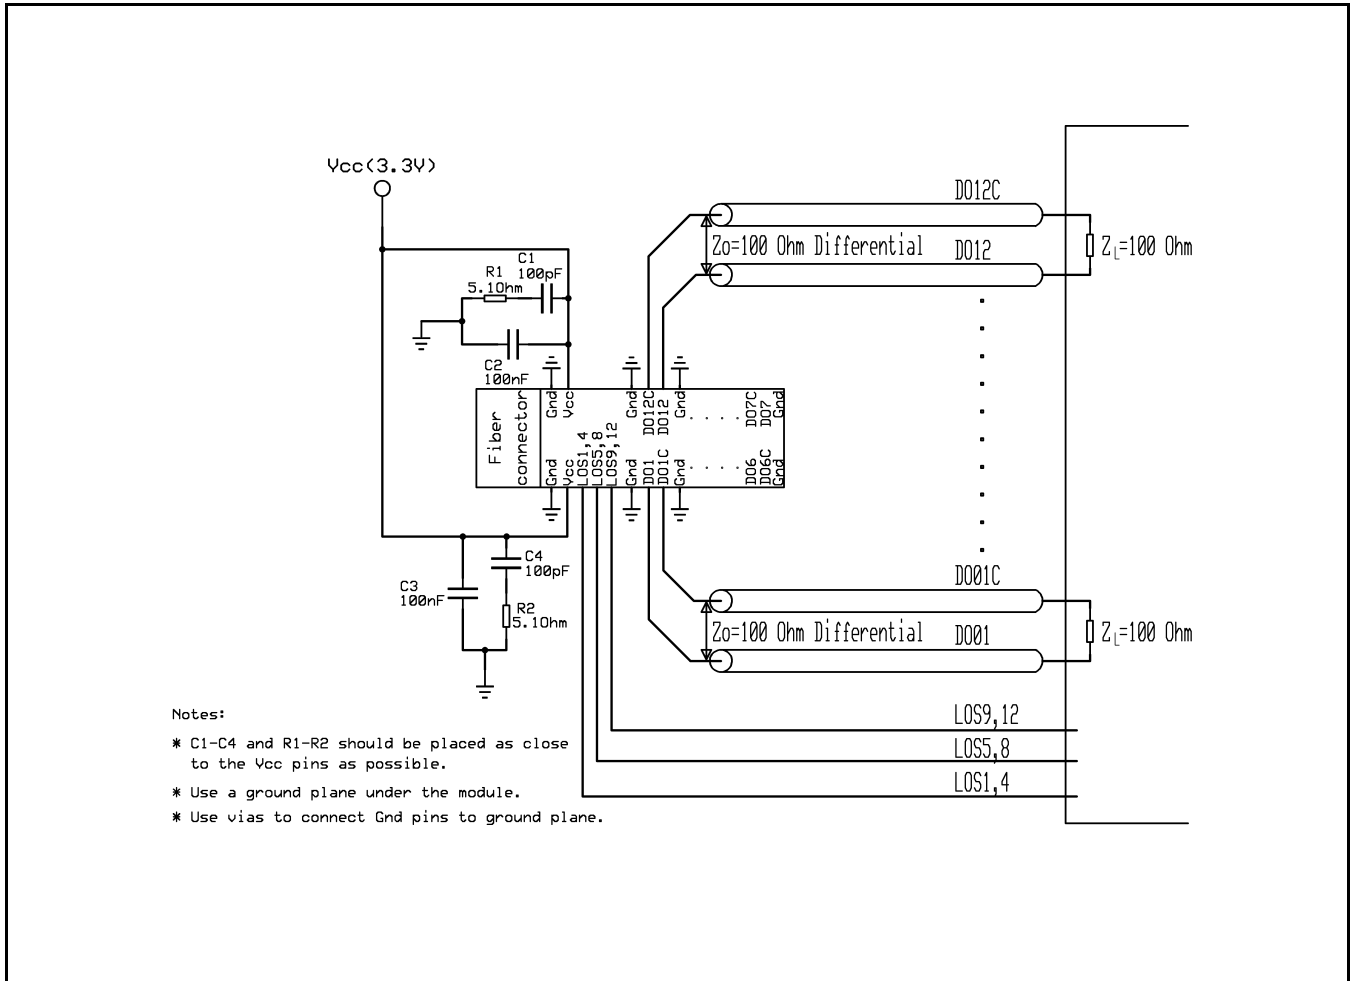 Vcc(3.3V)
C1
100pF
R1
5.1Ohm
C2
100nF
DO12C
Zo=100 Ohm Differential
DO12
ZL=100 Ohm
Fiber
connector
Gnd
Vcc
Gnd
DO12C
DO12
Gnd
. . . .
DO7C
DO7
Gnd
Gnd
Vcc
LOS1,4
LOS5,8
LOS9,12
Gnd
DO1
DO1C
Gnd
. . . .
DO6
DO6C
Gnd
C4
100pF
C3
100nF
R2
5.1Ohm
DO01C
Zo=100 Ohm Differential
DO01
ZL=100 Ohm
LOS9,12
LOS5,8
LOS1,4
Notes:
* C1-C4 and R1-R2 should be placed as close
to the Vcc pins as possible.
* Use a ground plane under the module.
* Use vias to connect Gnd pins to ground plane.